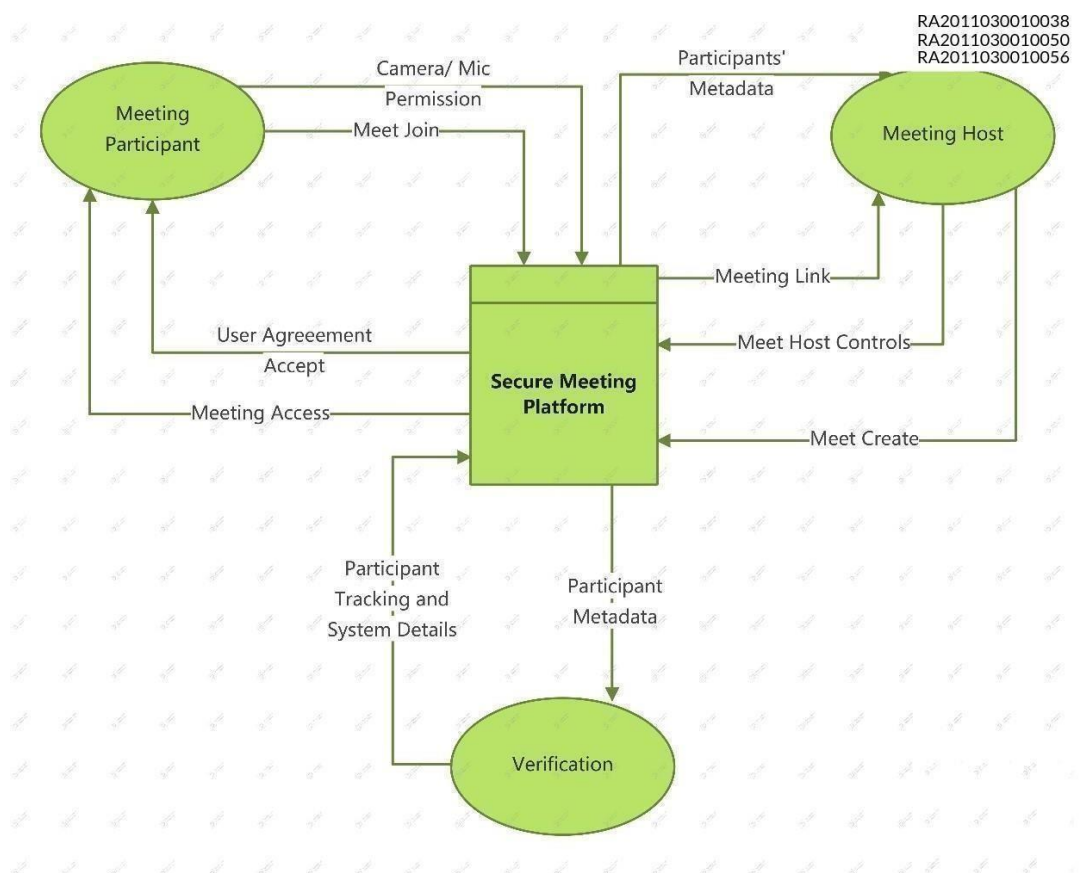 RA2011030010038
RA2011030010050
RA2011030010056
Camera/ Mic
Permission
Meet Join
Participants'
Metadata
Meeting
Participant
Meeting Host
Meeting Link
User Agreeement
Accept
Meet Host Controls
Secure Meeting
Platform
Meeting Access
Meet Create
Participant
Tracking and
System Details
Participant
Metadata
Verification